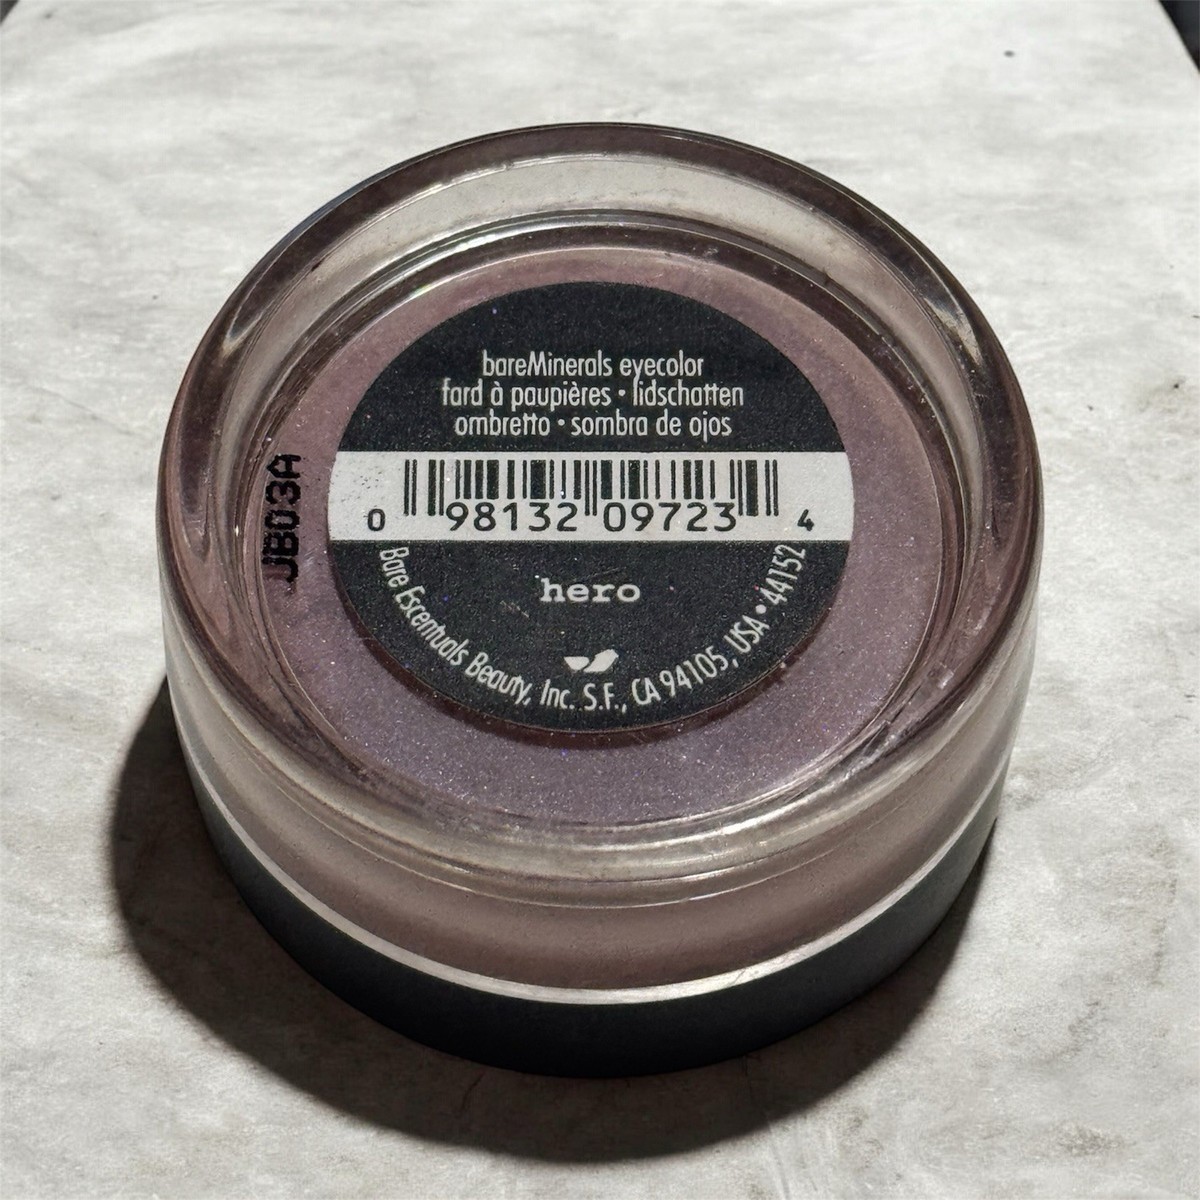 bareMinerals eyecolor
fard à paupières • lidschatten
ombretto • sombra de ojos
0 98132 09723 4
hero
Bare Escentuals Beauty, Inc. S.F., CA 94105, USA • 44152
JB03A